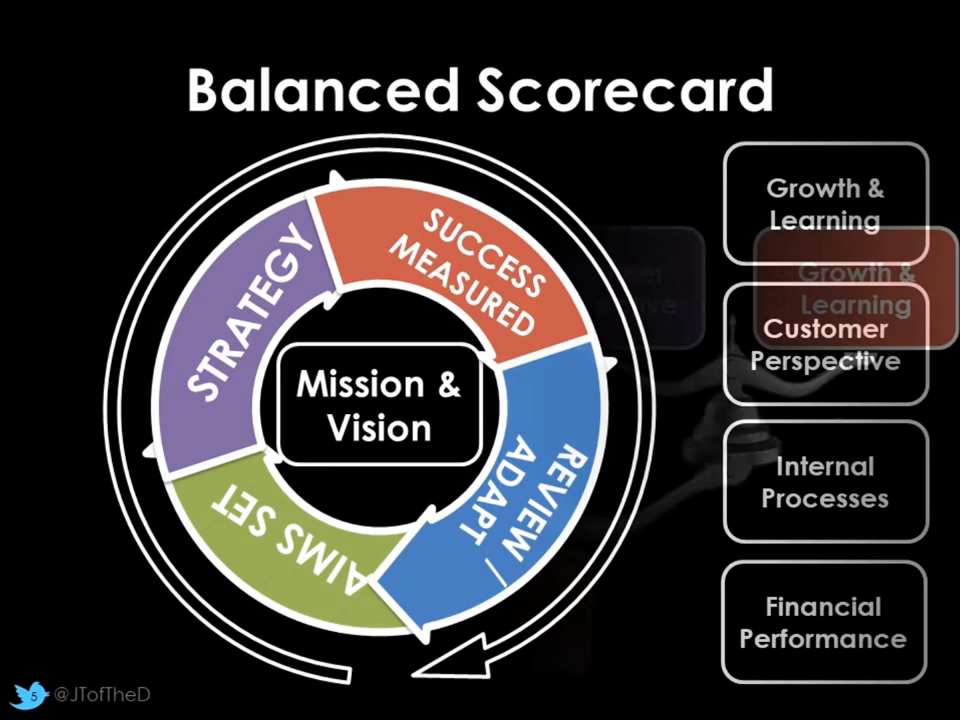 Balanced Scorecard
STRATEGY
SUCCESS
MEASURED
REVIEW /
ADAPT
AIMS SET
Mission &
Vision
Growth &
Learning
Growth &
Learning
Customer
Perspective
Internal
Processes
Financial
Performance
5
@JTofTheD